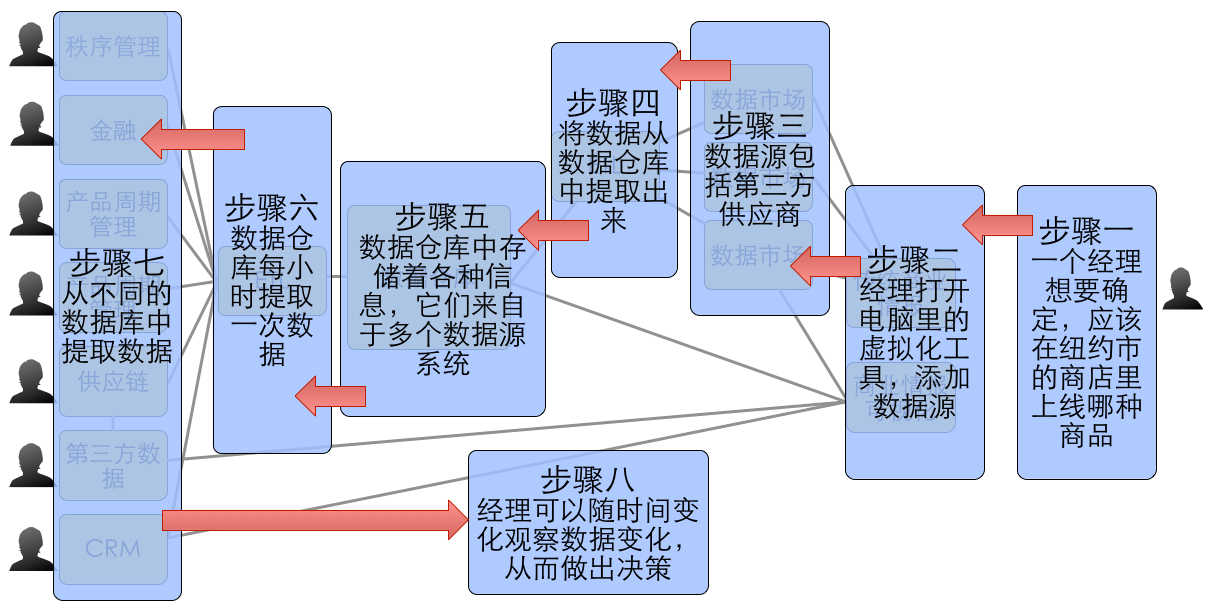 秩序管理
金融
产品周期
管理
步骤七
从不同的
数据库中
提取数据
供应链
第三方数
据
CRM
步骤六
数据仓
库每小
时提取
一次数
据
步骤五
数据仓库中存
储着各种信
息，它们来自
于多个数据源
系统
步骤四
将数据从
数据仓库
中提取出
来
数据市场
步骤三
数据源包
括第三方
供应商
数据市场
步骤二
经理打开
电脑里的
虚拟化工
具，添加
数据源
步骤一
一个经理
想要确
定，应该
在纽约市
的商店里
上线哪种
商品
步骤八
经理可以随时间变
化观察数据变化，
从而做出决策